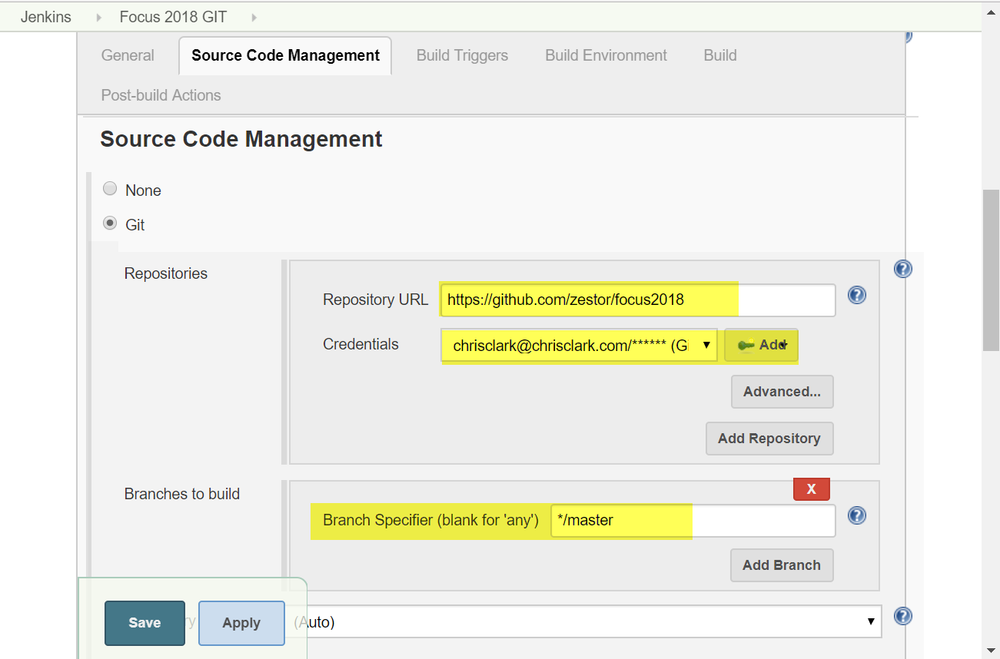 Jenkins Focus 2018 GIT
General Source Code Management Build Triggers Build Environment Build
Post-build Actions
Source Code Management
None
Git
Repositories
Repository URL https://github.com/zestor/focus2018
Credentials chrisclark@chrisclark.com/****** (Gi Add
Advanced...
Add Repository
Branches to build
X
Branch Specifier (blank for 'any') */master
Add Branch
Save Apply (Auto)